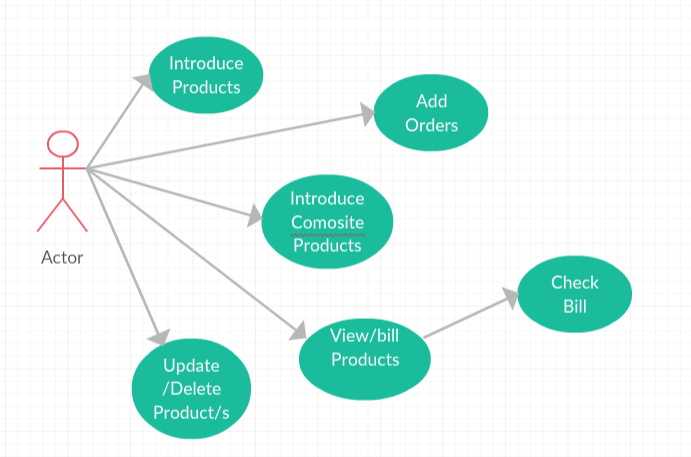 Introduce
Products
Add
Orders
Introduce
Comosite
Products
Actor
Check
Bill
View/bill
Products
Update
/Delete
Product/s